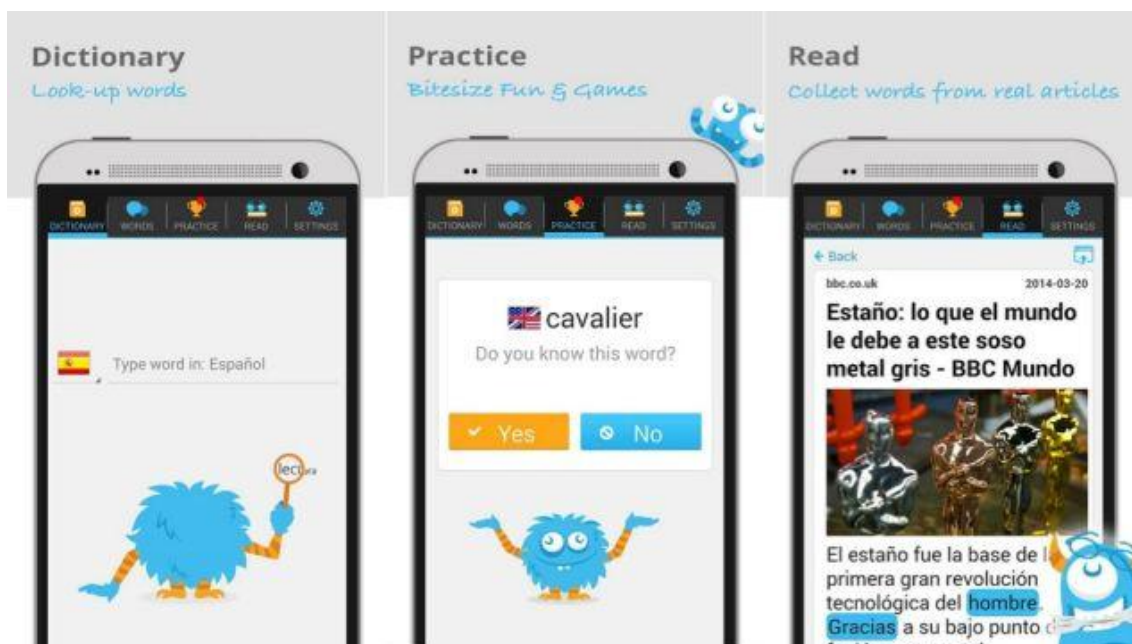 Dictionary
Look-up words
DICTIONARY WORDS PRACTICE READ SETTINGS
Type word in: Español
lectura
Practice
Bitesize Fun & Games
DICTIONARY WORDS PRACTICE READ SETTINGS
cavalier
Do you know this word?
Yes No
Read
Collect words from real articles
DICTIONARY WORDS PRACTICE READ SETTINGS
Back
bbc.co.uk 2014-03-20
Estaño: lo que el mundo
le debe a este soso
metal gris - BBC Mundo
El estaño fue la base de
primera gran revolución
tecnológica del hombre.
Gracias a su bajo punto